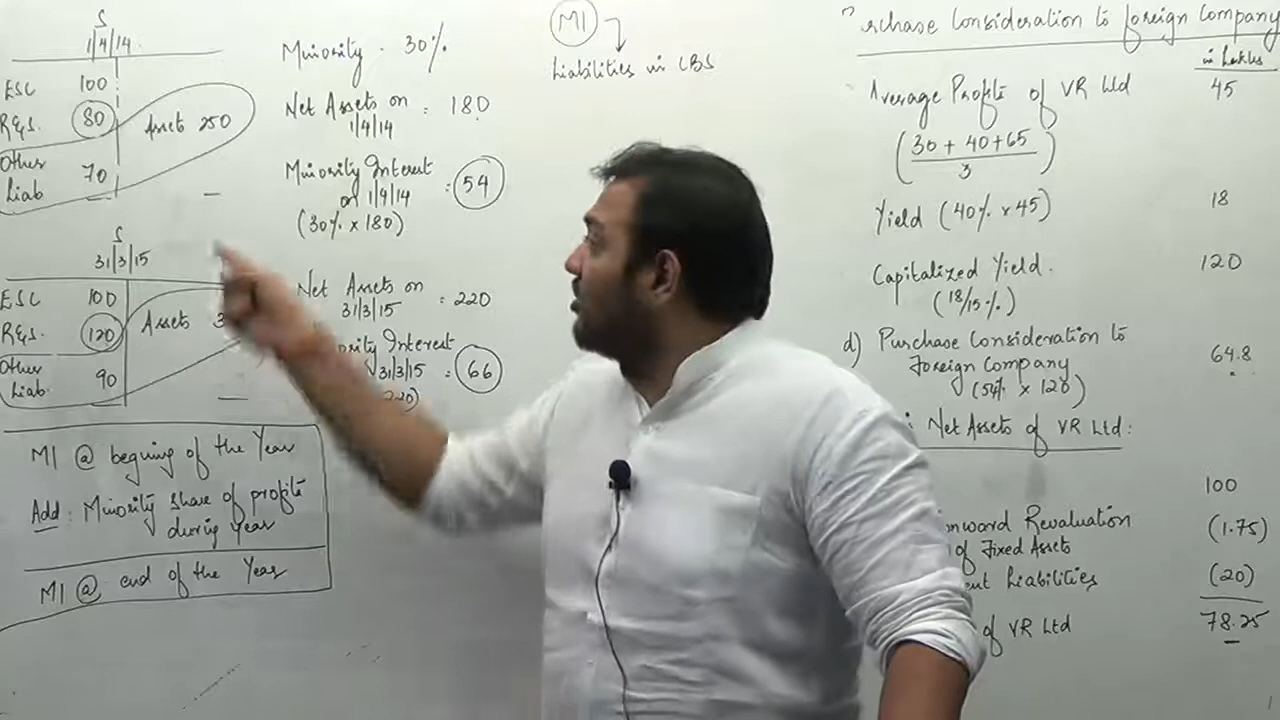 S
1/4/14
ESC 100
R&S. 80
Assets 250
Other 70
Liab
S
31/3/15
ESC 100
R&S. 120
Assets 3
Other 90
Liab.
MI @ begining of the Year
Add: Minority share of profits
during year
MI @ end of the Year
Minority - 30%
Net Assets on = 180
1/4/14
Minority Interest
on 1/4/14 = 54
(30% x 180)
Net Assets on = 220
31/3/15
ority Interest
31/3/15 = 66
220)
MI
Liabilities in CBS
urchase Consideration to foreign Company
in Lakhs
Average Profits of VR Ltd 45
(30 + 40 + 65
3)
Yield (40% x 45) 18
Capitalized Yield. 120
(18/15%)
d) Purchase Consideration to
Foreign Company 64.8
(54% x 120)
: Net Assets of VR Ltd:
100
onward Revaluation (1.75)
of Fixed Assets
ent Liabilities (20)
of VR Ltd 78.25